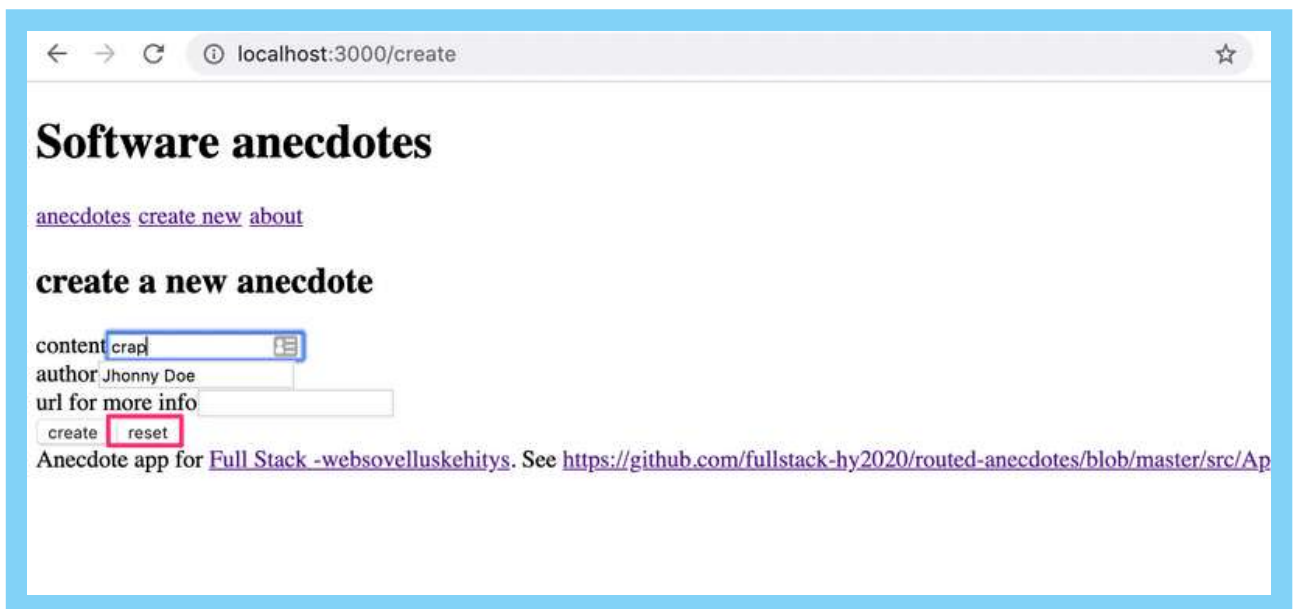 localhost:3000/create
Software anecdotes
anecdotes create new about
create a new anecdote
content crap
author Jhonny Doe
url for more info
create reset
Anecdote app for Full Stack -websovelluskehitys. See https://github.com/fullstack-hy2020/routed-anecdotes/blob/master/src/Ap